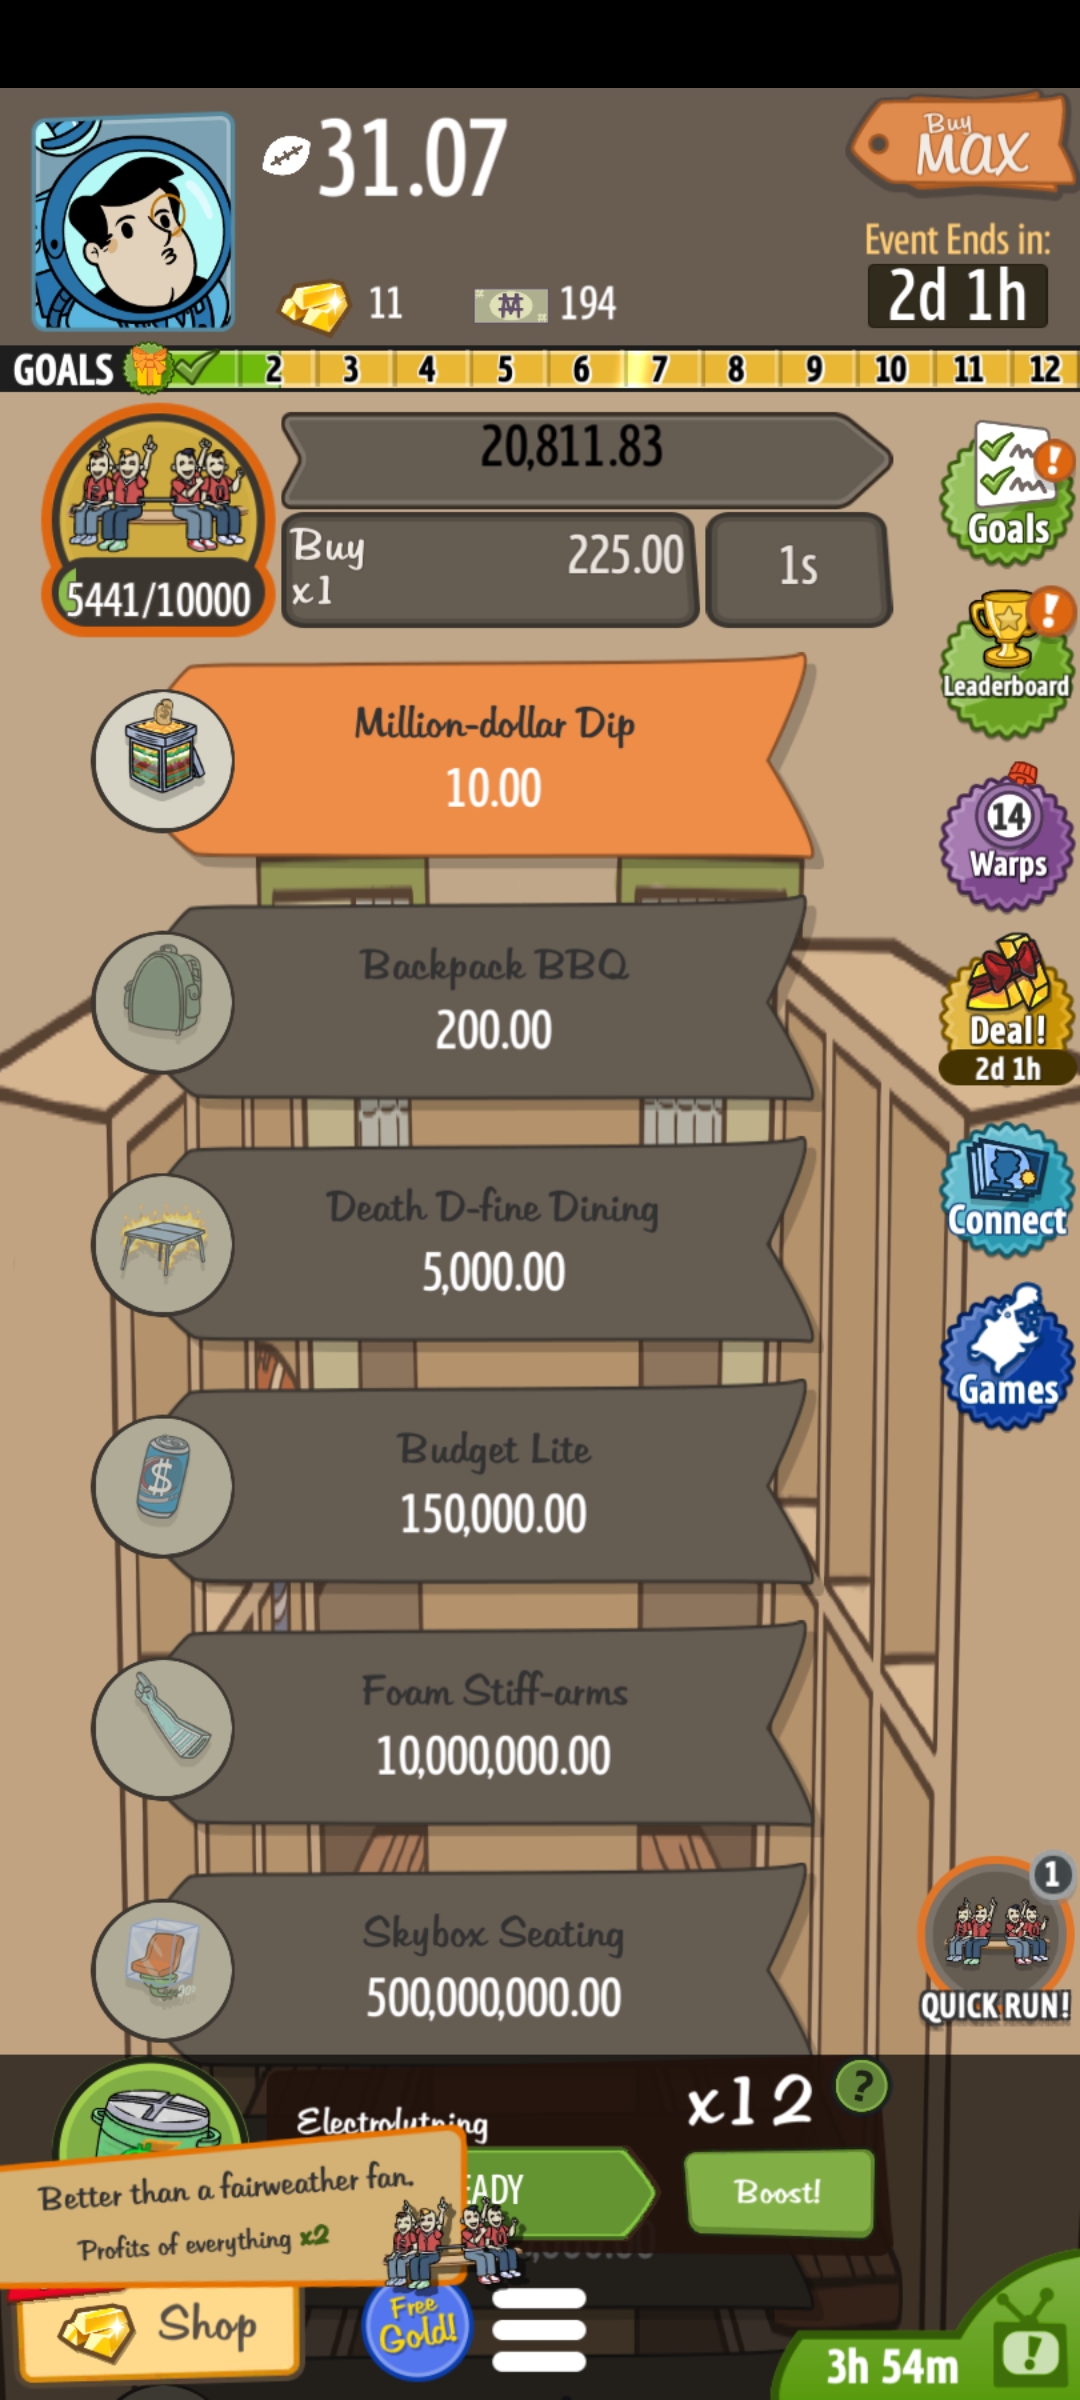 31.07
Buy
MAX
Event Ends in:
2d 1h
11
194
GOALS
2
3
4
5
6
7
8
9
10
11
12
20,811.83
Buy
x1
225.00
1s
5441/10000
Goals
Leaderboard
Million-dollar Dip
10.00
14
Warps
Backpack BBQ
200.00
Deal!
2d 1h
Death D-fine Dining
5,000.00
Connect
Games
Budget Lite
150,000.00
Foam Stiff-arms
10,000,000.00
Skybox Seating
500,000,000.00
1
QUICK RUN!
x12
?
Boost!
Better than a fairweather fan.
Profits of everything x2
Shop
Free
Gold!
3h 54m